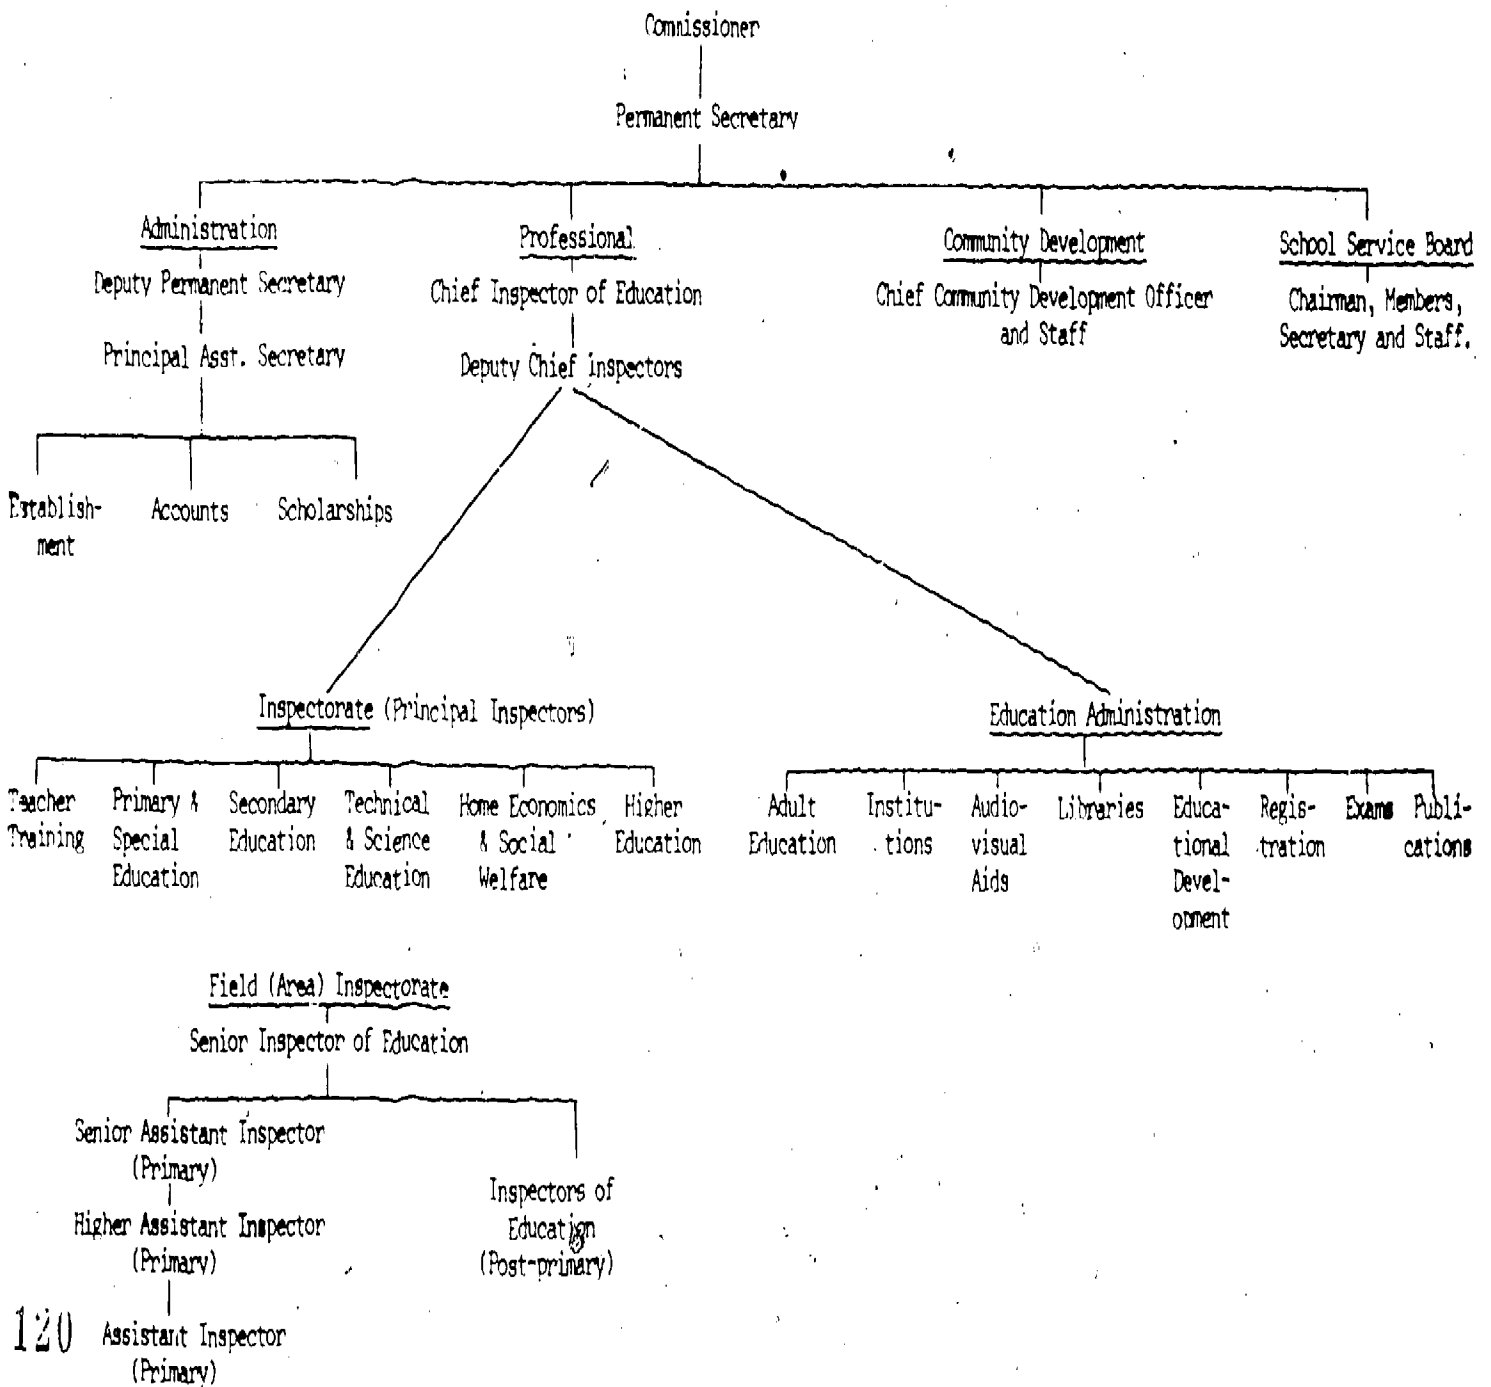 Commissioner
Permanent Secretary
Administration
Deputy Permanent Secretary
Principal Asst. Secretary
Establish-
ment
Accounts
Scholarships
Professional
Chief Inspector of Education
Deputy Chief Inspectors
Community Development
Chief Community Development Officer
and Staff
School Service Board
Chairman, Members,
Secretary and Staff.
Inspectorate (Principal Inspectors)
Teacher
Training
Primary &
Special
Education
Secondary
Education
Technical
& Science
Education
Home Economics
& Social
Welfare
Higher
Education
Education Administration
Adult
Education
Institu-
tions
Audio-
visual
Aids
Libraries
Educa-
tional
Devel-
opment
Regis-
tration
Exams
Publi-
cations
Field (Area) Inspectorate
Senior Inspector of Education
Senior Assistant Inspector
(Primary)
Higher Assistant Inspector
(Primary)
Assistant Inspector
(Primary)
Inspectors of
Education
(Post-primary)
120